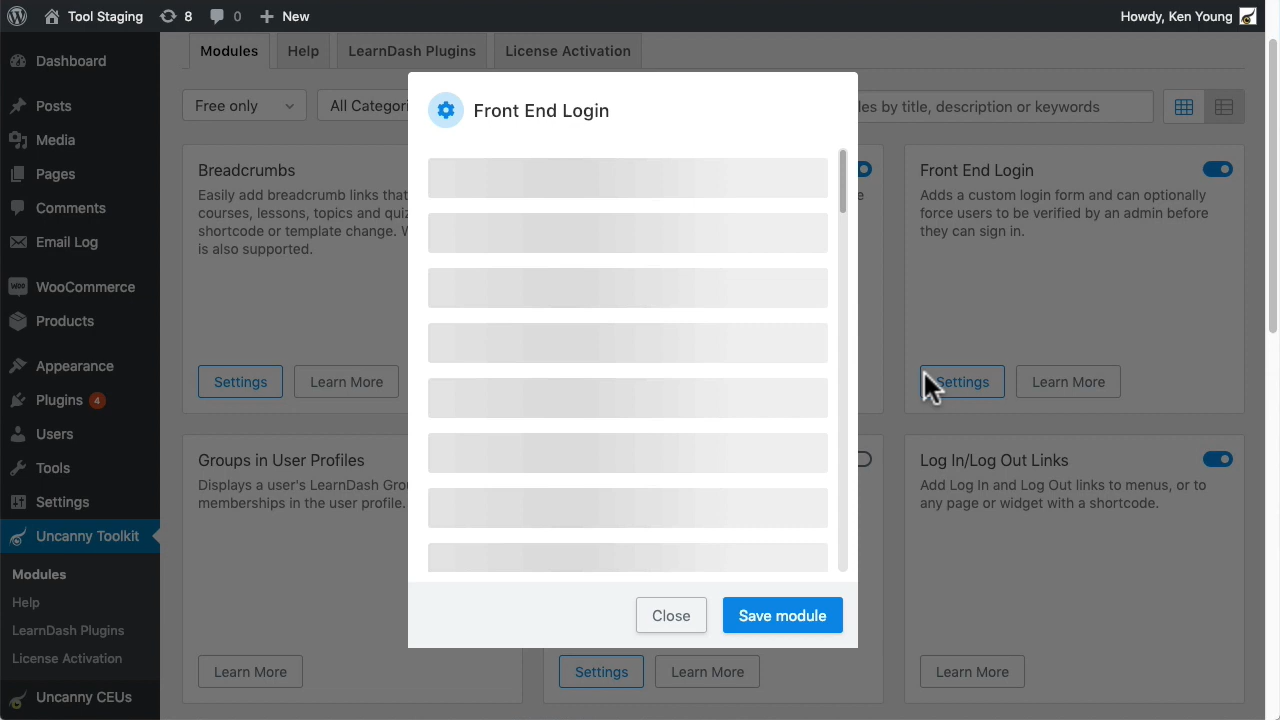 Tool Staging
8
0
New
Howdy, Ken Young
Dashboard
Posts
Media
Pages
Comments
Email Log
WooCommerce
Products
Appearance
Plugins 4
Users
Tools
Settings
Uncanny Toolkit
Modules
Help
LearnDash Plugins
License Activation
Uncanny CEUs
Modules
Help
LearnDash Plugins
License Activation
Free only
All Categori
les by title, description or keywords
Breadcrumbs
Easily add breadcrumb links that
courses, lessons, topics and quiz
shortcode or template change. W
is also supported.
Settings
Learn More
Front End Login
Adds a custom login form and can optionally
force users to be verified by an admin before
they can sign in.
Settings
Learn More
Groups in User Profiles
Displays a user's LearnDash Grou
memberships in the user profile.
Learn More
Settings
Learn More
Log In/Log Out Links
Add Log In and Log Out links to menus, or to
any page or widget with a shortcode.
Learn More
Front End Login
Close
Save module